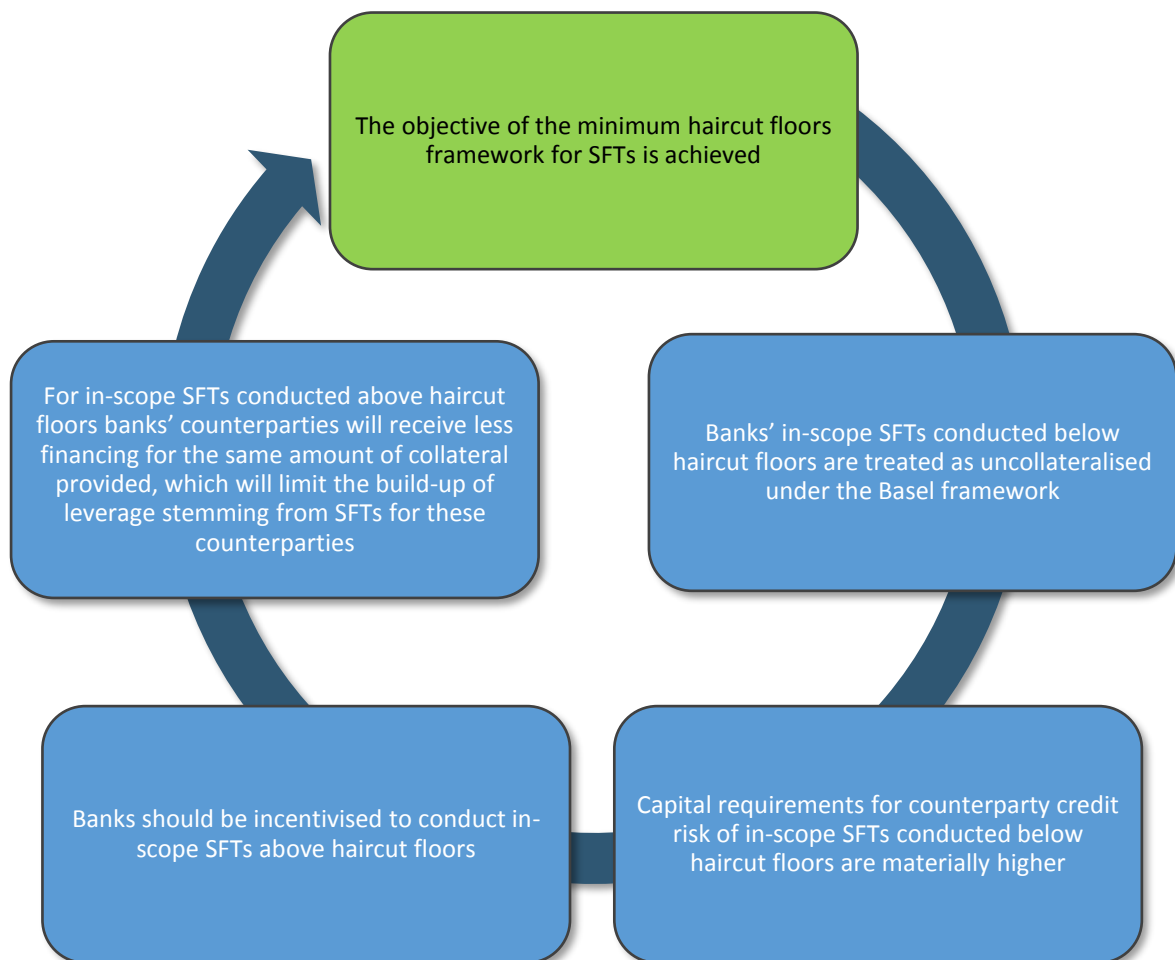 The objective of the minimum haircut floors
framework for SFTs is achieved
Banks’ in-scope SFTs conducted below
haircut floors are treated as uncollateralised
under the Basel framework
Capital requirements for counterparty credit
risk of in-scope SFTs conducted below
haircut floors are materially higher
Banks should be incentivised to conduct in-
scope SFTs above haircut floors
For in-scope SFTs conducted above haircut
floors banks’ counterparties will receive less
financing for the same amount of collateral
provided, which will limit the build-up of
leverage stemming from SFTs for these
counterparties